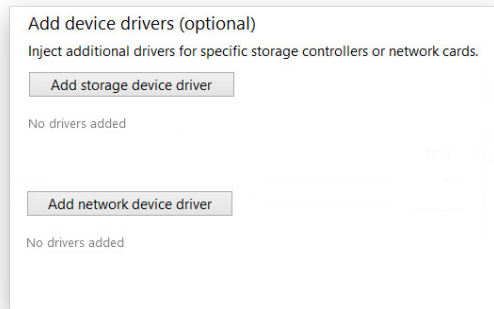 Add device drivers (optional)
Inject additional drivers for specific storage controllers or network cards.
Add storage device driver
No drivers added
Add network device driver
No drivers added